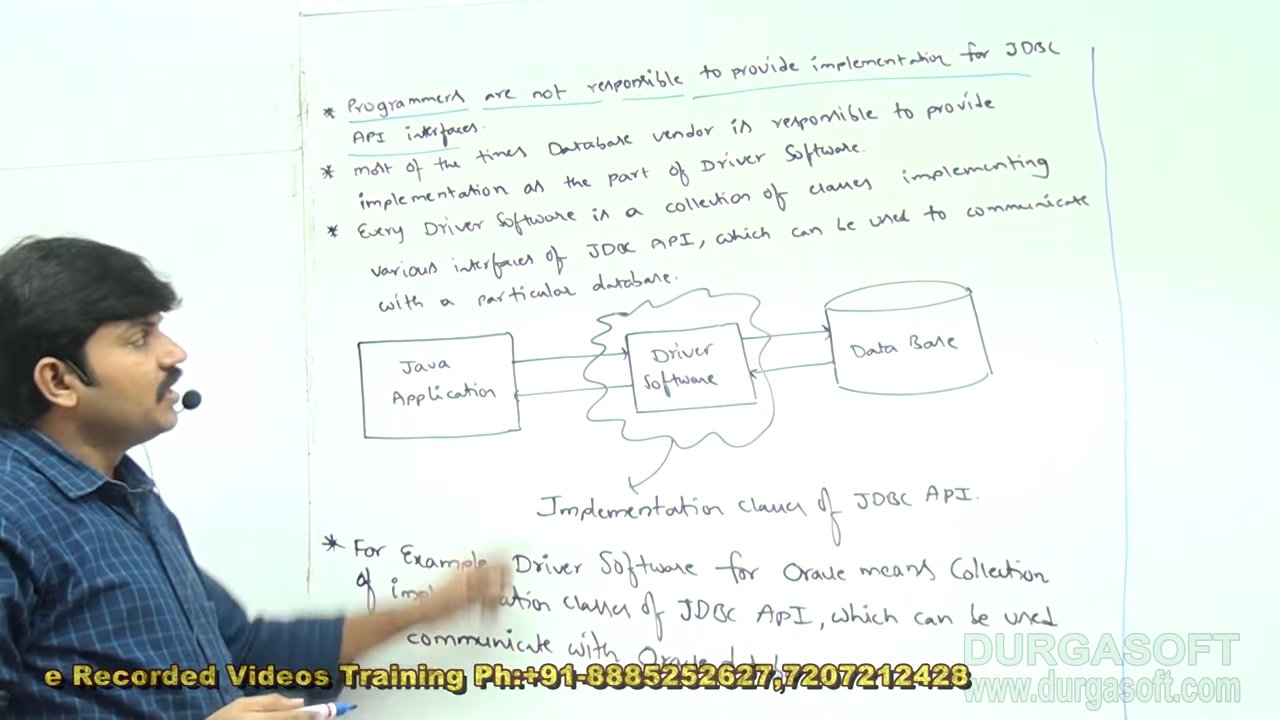 * Programmers are not responsible to provide implementation for JDBC
API interfaces.
* most of the times Database vendor is responsible to provide
implementation as the part of Driver Software.
* Every Driver Software is a collection of classes implementing
various interfaces of JDBC API, which can be used to communicate
with a particular database.
Java
Application
Driver
Software
Data Base
Implementation classes of JDBC API.
* For Example Driver Software for Oracle means Collection
of classes of JDBC API, which can be used
communicate with Oracle
e Recorded Videos Training Ph:+91-8885252627,7207212428
DURGASOFT
www.durgasoft.com